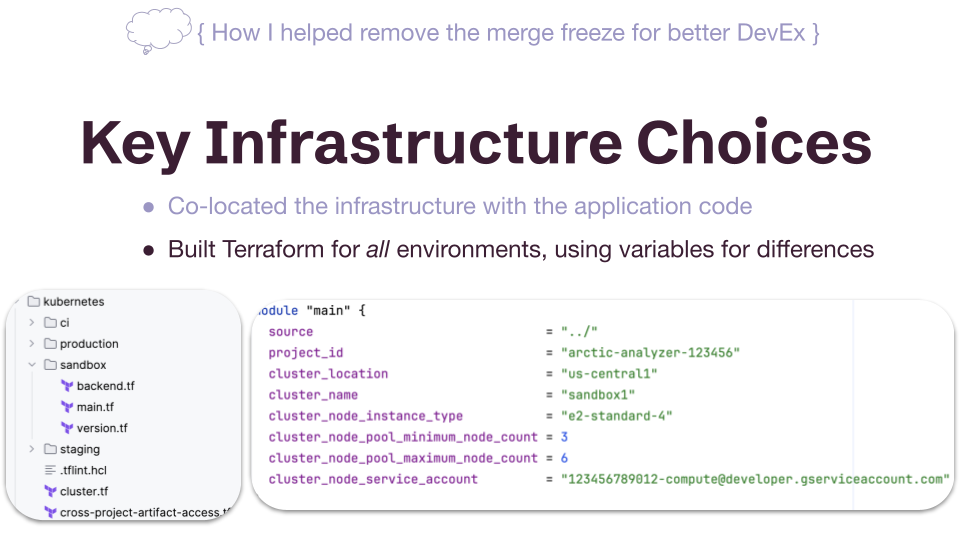 { How I helped remove the merge freeze for better DevEx }
Key Infrastructure Choices
● Co-located the infrastructure with the application code
● Built Terraform for all environments, using variables for differences
kubernetes
ci
production
sandbox
backend.tf
main.tf
version.tf
staging
.tflint.hcl
cluster.tf
cross-project-artifact-access.tf
module "main" {
source = "../"
project_id = "arctic-analyzer-123456"
cluster_location = "us-central1"
cluster_name = "sandbox1"
cluster_node_instance_type = "e2-standard-4"
cluster_node_pool_minimum_node_count = 3
cluster_node_pool_maximum_node_count = 6
cluster_node_service_account = "123456789012-compute@developer.gserviceaccount.com"